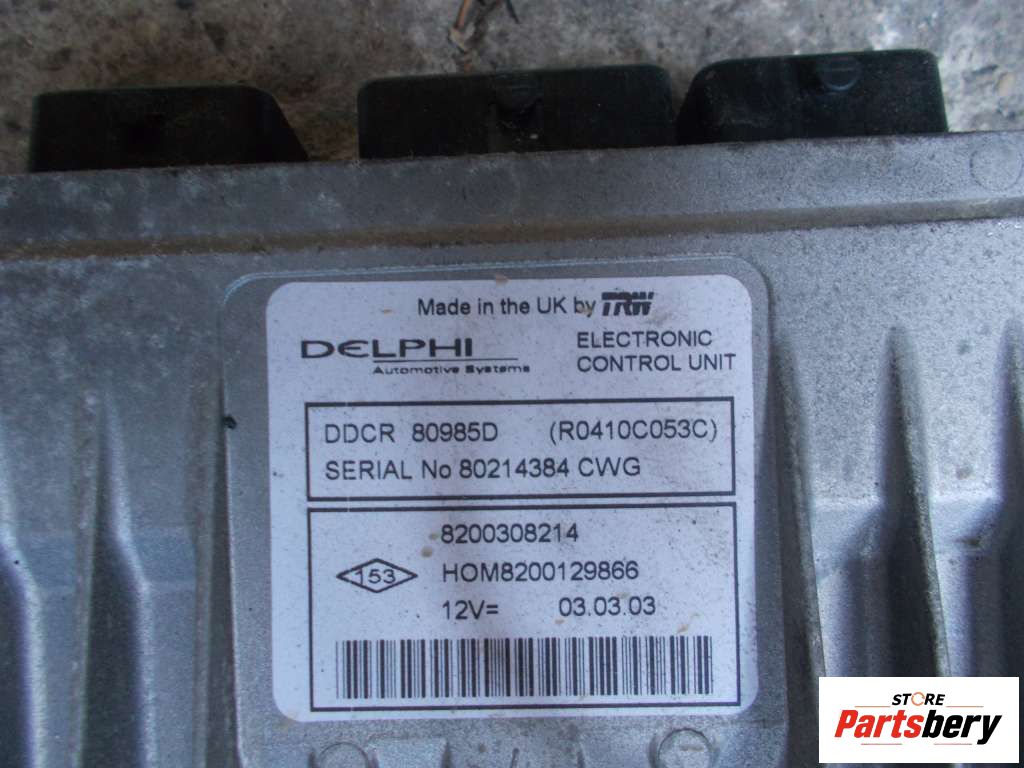 Made in the UK by TRW
DELPHI
Automotive Systems
ELECTRONIC
CONTROL UNIT
DDCR 80985D (R0410C053C)
SERIAL No 80214384 CWG
8200308214
153 HOM8200129866
12V= 03.03.03
STORE
Partsbery